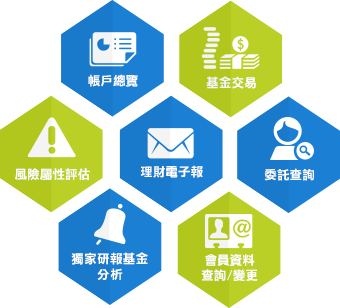 帳戶總覽
$
基金交易
風險屬性評估
理財電子報
委託查詢
獨家研報基金
分析
@
會員資料
查詢/變更